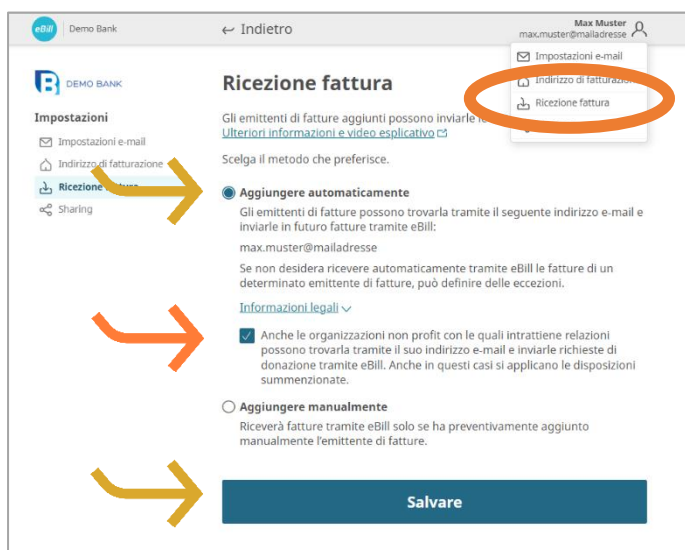 eBill
Demo Bank
← Indietro
Max Muster
max.muster@mailadresse
Impostazioni e-mail
Indirizzo di fatturazione
Ricezione fattura
DEMO BANK
Impostazioni
Impostazioni e-mail
Indirizzo di fatturazione
Ricezione fattura
Sharing
Ricezione fattura
Gli emittenti di fatture aggiunti possono inviarle
Ulteriori informazioni e video esplicativo
Scelga il metodo che preferisce.
Aggiungere automaticamente
Gli emittenti di fatture possono trovarla tramite il seguente indirizzo e-mail e
inviarle in futuro fatture tramite eBill:
max.muster@mailadresse
Se non desidera ricevere automaticamente tramite eBill le fatture di un
determinato emittente di fatture, può definire delle eccezioni.
Informazioni legali
Anche le organizzazioni non profit con le quali intrattiene relazioni
possono trovarla tramite il suo indirizzo e-mail e inviarle richieste di
donazione tramite eBill. Anche in questi casi si applicano le disposizioni
summenzionate.
Aggiungere manualmente
Riceverà fatture tramite eBill solo se ha preventivamente aggiunto
manualmente l'emittente di fatture.
Salvare